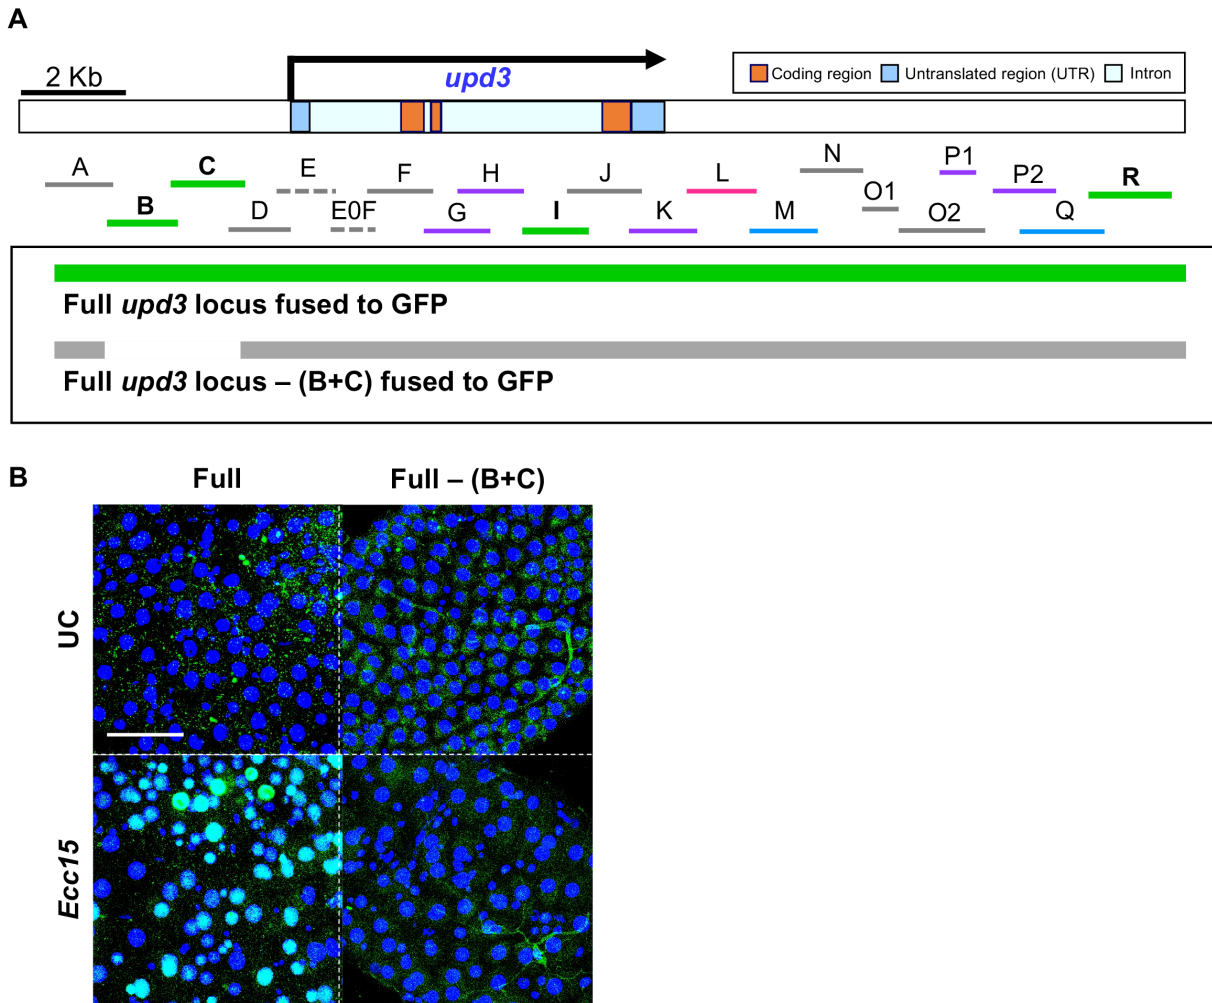 A
2 Kb
upd3
Coding region Untranslated region (UTR) Intron
A C E F H J L N P1 P2 R
B D E0F G I K M O1 O2 Q
Full upd3 locus fused to GFP
Full upd3 locus – (B+C) fused to GFP
B
Full Full – (B+C)
UC
Ecc15